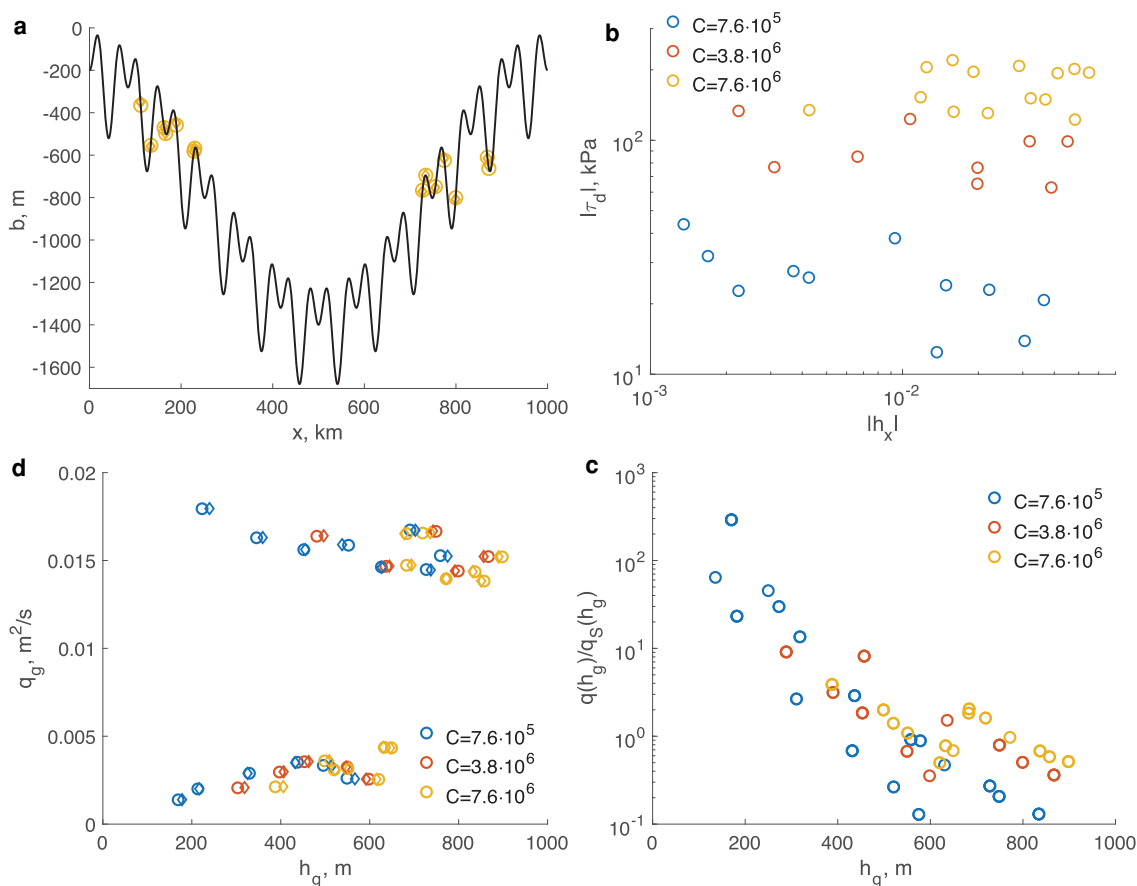 a
0
-200
-400
-600
-800
-1000
-1200
-1400
-1600
b, m
0 200 400 600 800 1000
x, km
b
C=7.6·10^5
C=3.8·10^6
C=7.6·10^6
10^2
10^1
|τ_d|, kPa
10^-3 10^-2
|h_x|
d
0.02
0.015
0.01
0.005
0
q_g, m^2/s
C=7.6·10^5
C=3.8·10^6
C=7.6·10^6
0 200 400 600 800 1000
h_g, m
c
10^3
10^2
10^1
10^0
10^-1
q(h_g)/q_S(h_g)
C=7.6·10^5
C=3.8·10^6
C=7.6·10^6
0 200 400 600 800 1000
h_g, m